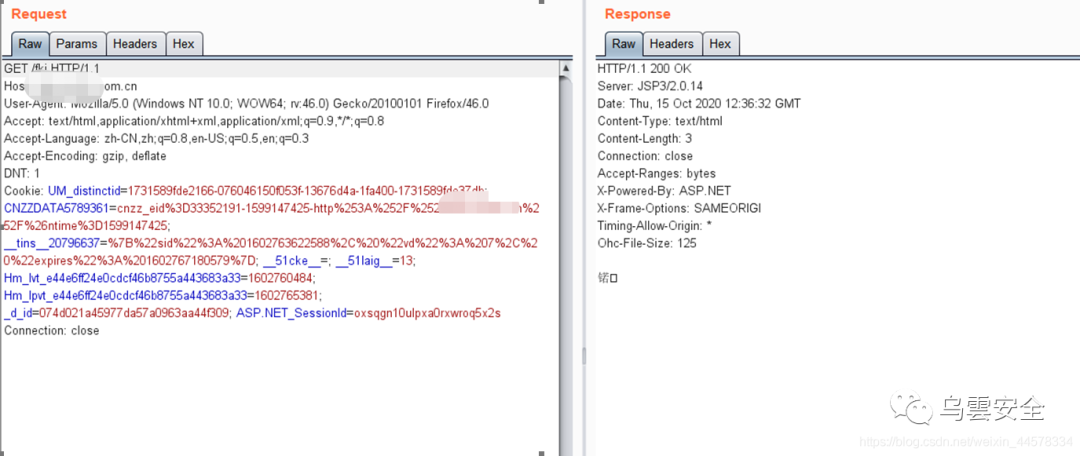 Request
Raw Params Headers Hex
GET /fki HTTP/1.1
Hos om.cn
User-Agent: Mozilla/5.0 (Windows NT 10.0; WOW64; rv:46.0) Gecko/20100101 Firefox/46.0
Accept: text/html,application/xhtml+xml,application/xml;q=0.9,*/*;q=0.8
Accept-Language: zh-CN,zh;q=0.8,en-US;q=0.5,en;q=0.3
Accept-Encoding: gzip, deflate
DNT: 1
Cookie: UM_distinctid=1731589fde2166-076046150f053f-13676d4a-1fa400-1731589fde37db;
CNZZDATA5789361=cnzz_eid%3D33352191-1599147425-http%253A%252F%252 n%2
52F%26ntime%3D1599147425;
__tins__20796637=%7B%22sid%22%3A%201602763622588%2C%20%22vd%22%3A%207%2C%2
0%22expires%22%3A%201602767180579%7D; __51cke__=; __51laig__=13;
Hm_lvt_e44e6ff24e0cdcf46b8755a443683a33=1602760484;
Hm_lpvt_e44e6ff24e0cdcf46b8755a443683a33=1602765381;
_d_id=074d021a45977da57a0963aa44f309; ASP.NET_SessionId=oxsqgn10ulpxa0rxwroq5x2s
Connection: close
Response
Raw Headers Hex
HTTP/1.1 200 OK
Server: JSP3/2.0.14
Date: Thu, 15 Oct 2020 12:36:32 GMT
Content-Type: text/html
Content-Length: 3
Connection: close
Accept-Ranges: bytes
X-Powered-By: ASP.NET
X-Frame-Options: SAMEORIGI
Timing-Allow-Origin: *
Ohc-File-Size: 125
锘
乌雲安全
https://blog.csdn.net/weixin_44578334